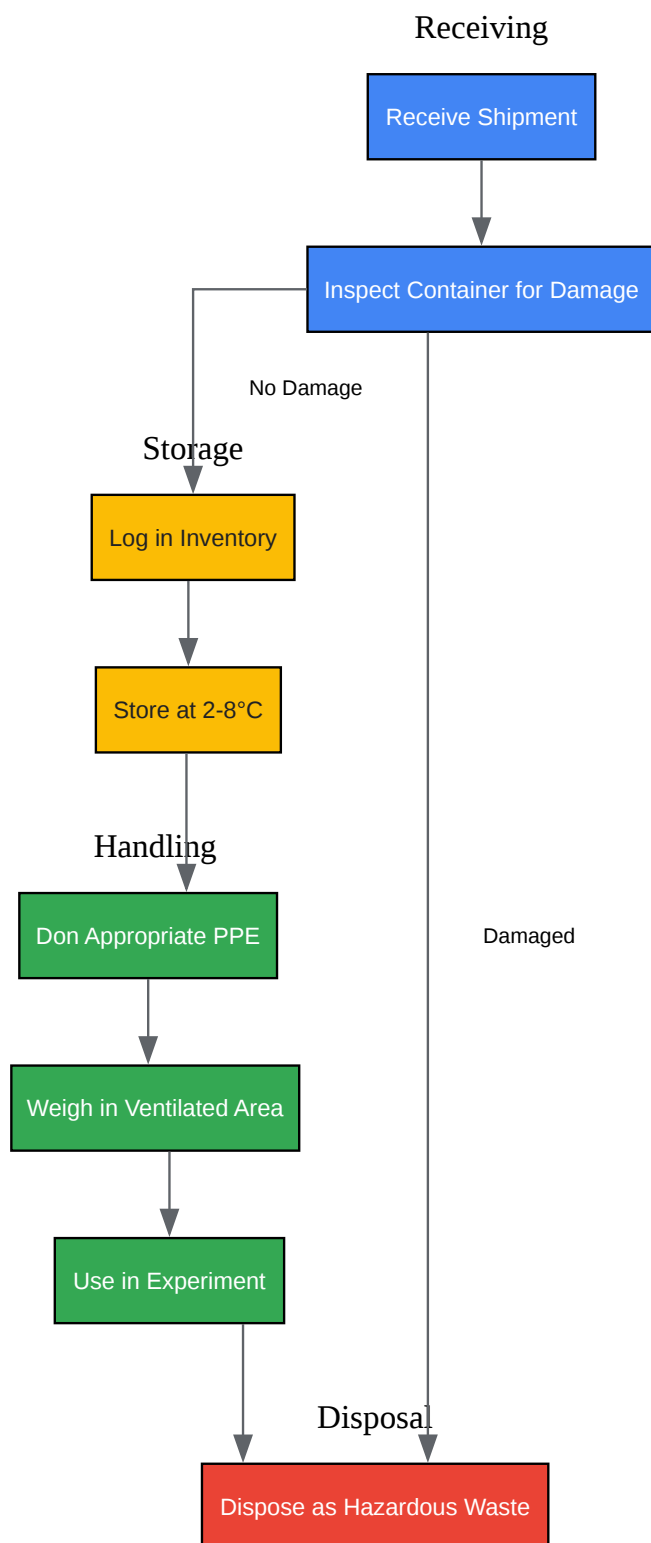 Receiving
Receive Shipment
Inspect Container for Damage
No Damage
Storage
Log in Inventory
Store at 2-8°C
Handling
Don Appropriate PPE
Damaged
Weigh in Ventilated Area
Use in Experiment
Disposal
Dispose as Hazardous Waste